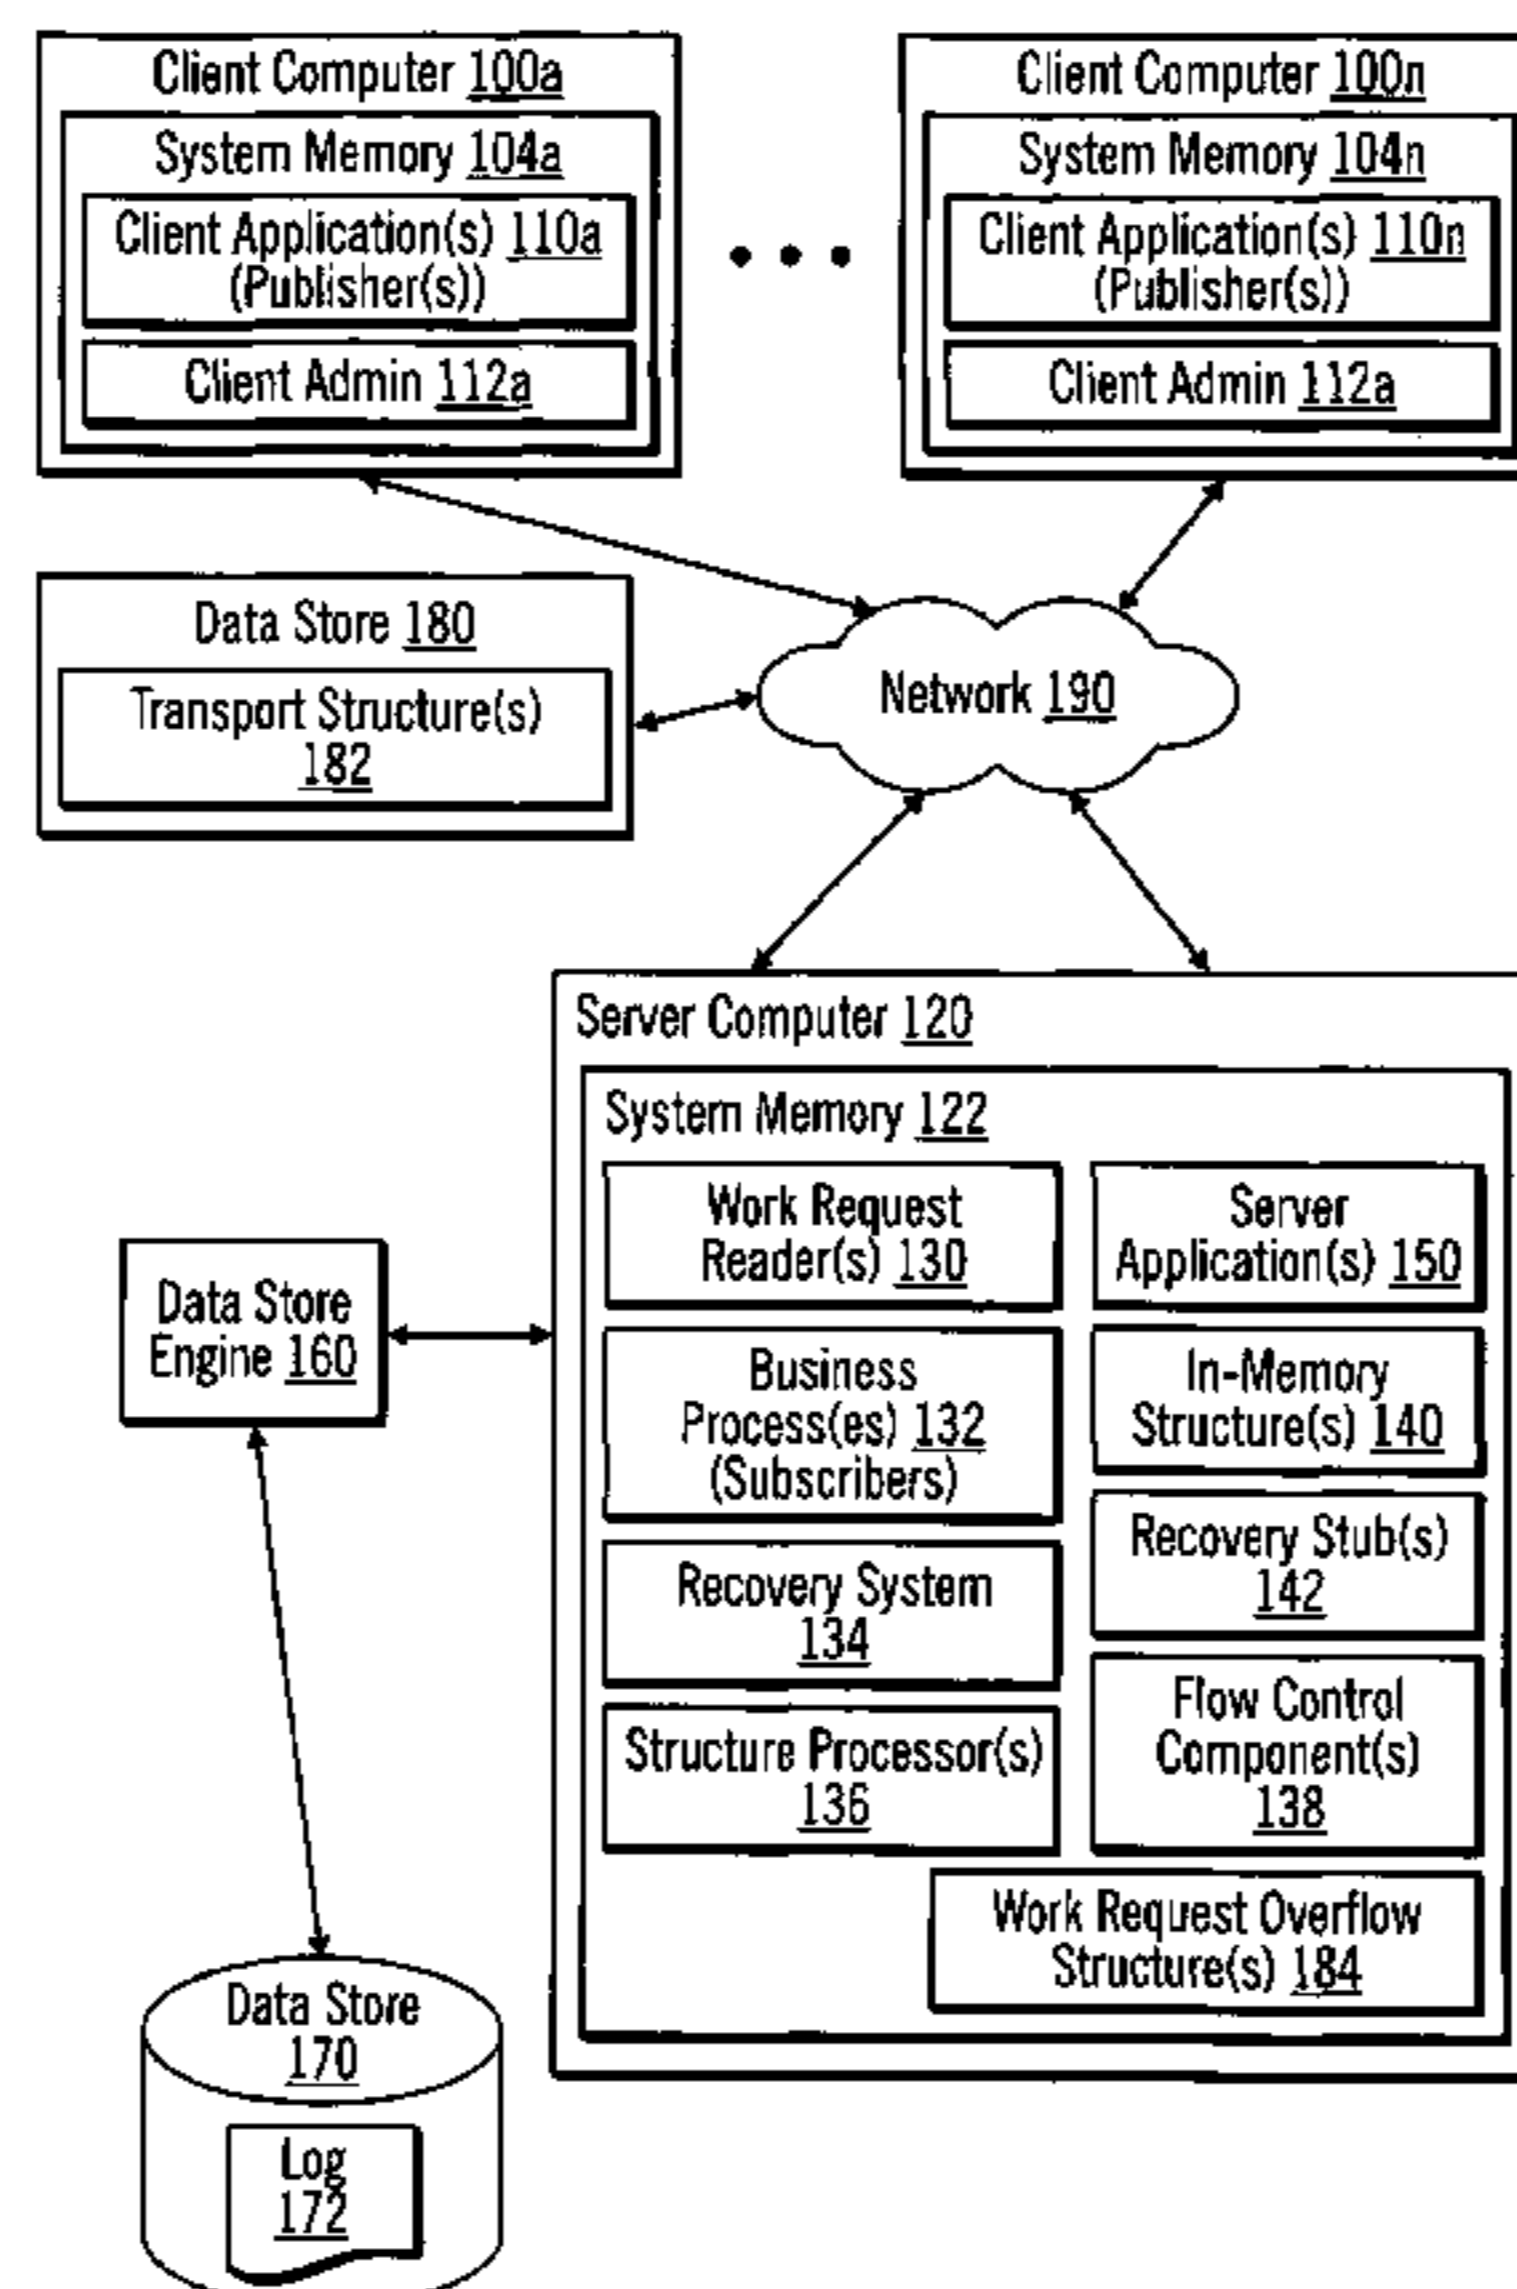 Client Computer 100a
System Memory 104a
Client Application(s) 110a
(Publisher(s))
Client Admin 112a
Client Computer 100n
System Memory 104n
Client Application(s) 110n
(Publisher(s))
Client Admin 112a
Data Store 180
Transport Structure(s)
182
Network 190
Server Computer 120
System Memory 122
Work Request
Reader(s) 130
Server
Application(s) 150
Business
Process(es) 132
(Subscribers)
In-Memory
Structure(s) 140
Recovery System
134
Recovery Stub(s)
142
Structure Processor(s)
136
Flow Control
Component(s)
138
Work Request Overflow
Structure(s) 184
Data Store
Engine 160
Data Store
170
Log
172